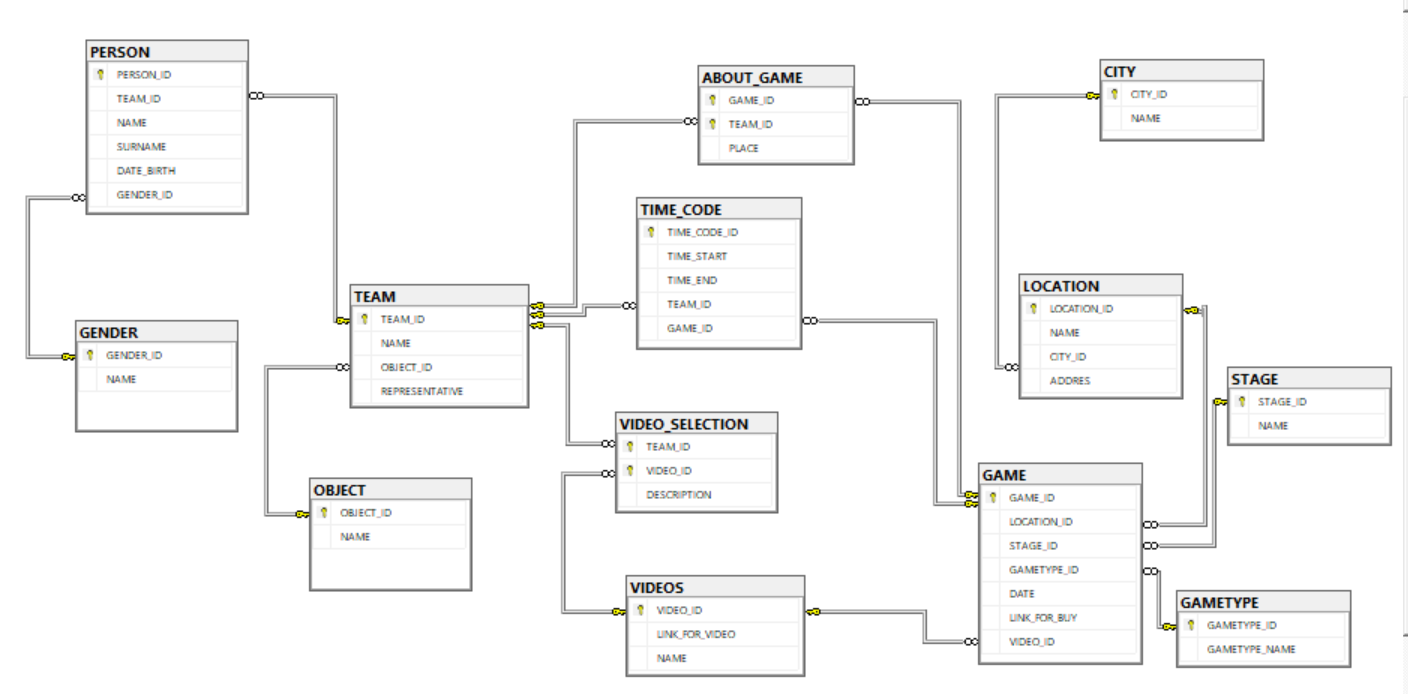 PERSON
PERSON_ID
TEAM_ID
NAME
SURNAME
DATE_BIRTH
GENDER_ID
GENDER
GENDER_ID
NAME
TEAM
TEAM_ID
NAME
OBJECT_ID
REPRESENTATIVE
OBJECT
OBJECT_ID
NAME
ABOUT_GAME
GAME_ID
TEAM_ID
PLACE
TIME_CODE
TIME_CODE_ID
TIME_START
TIME_END
TEAM_ID
GAME_ID
VIDEO_SELECTION
TEAM_ID
VIDEO_ID
DESCRIPTION
VIDEOS
VIDEO_ID
LINK_FOR_VIDEO
NAME
CITY
CITY_ID
NAME
LOCATION
LOCATION_ID
NAME
CITY_ID
ADDRES
STAGE
STAGE_ID
NAME
GAME
GAME_ID
LOCATION_ID
STAGE_ID
GAMETYPE_ID
DATE
LINK_FOR_BUY
VIDEO_ID
GAMETYPE
GAMETYPE_ID
GAMETYPE_NAME